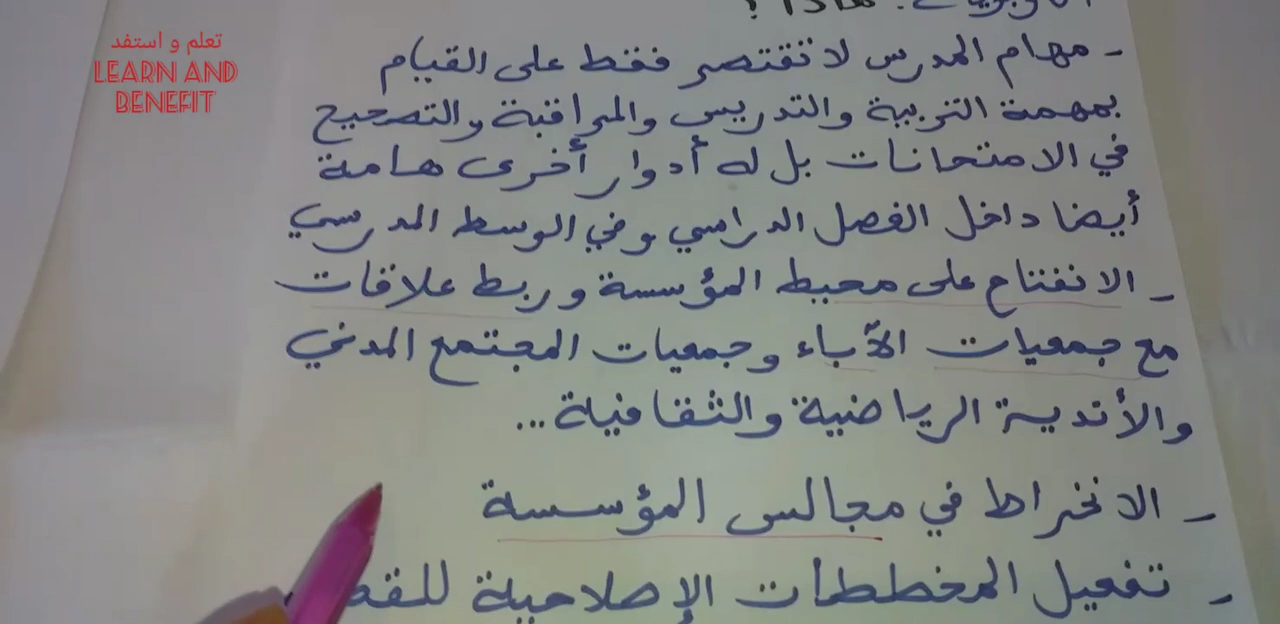 تعلم و استفد
LEARN AND
BENEFIT
ماذا؟
- مهام المدرس لا تقتصر فقط على القيام
بمهمة التربية والتدريس والمراقبة والتصحيح
في الامتحانات بل له أدوار أخرى هامة
أيضا داخل الفصل الدراسي وفي الوسط المدرسي
- الانفتاح على محيط المؤسسة وربط علاقات
مع جمعيات الآباء وجمعيات المجتمع المدني
والأندية الرياضية والثقافية...
- الانخراط في مجالس المؤسسة
- تفعيل المخططات الإصلاحية